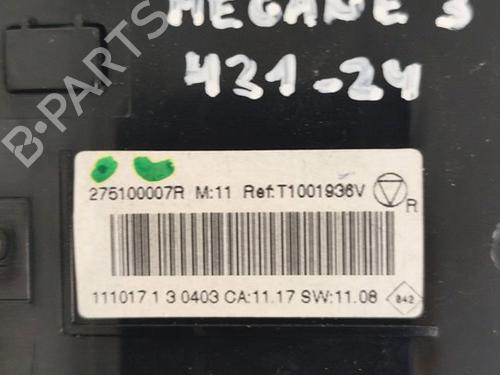 MEGANE 3
431-24
B-PARTS
275100007R M:11 Ref:T1001936V
R
111017 1 3 0403 CA:11.17 SW:11.08
842